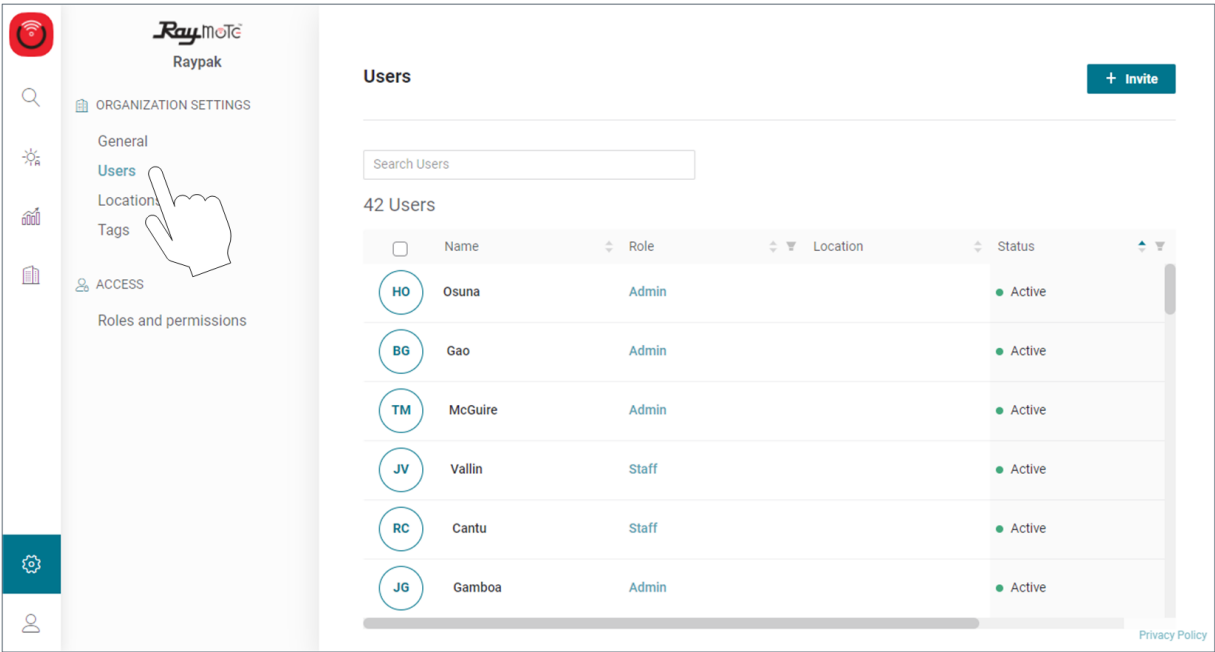 Raymote™
Raypak
ORGANIZATION SETTINGS
General
Users
Locations
Tags
ACCESS
Roles and permissions
Users
+ Invite
Search Users
42 Users
Name Role Location Status
HO Osuna Admin Active
BG Gao Admin Active
TM McGuire Admin Active
JV Vallin Staff Active
RC Cantu Staff Active
JG Gamboa Admin Active
Privacy Policy